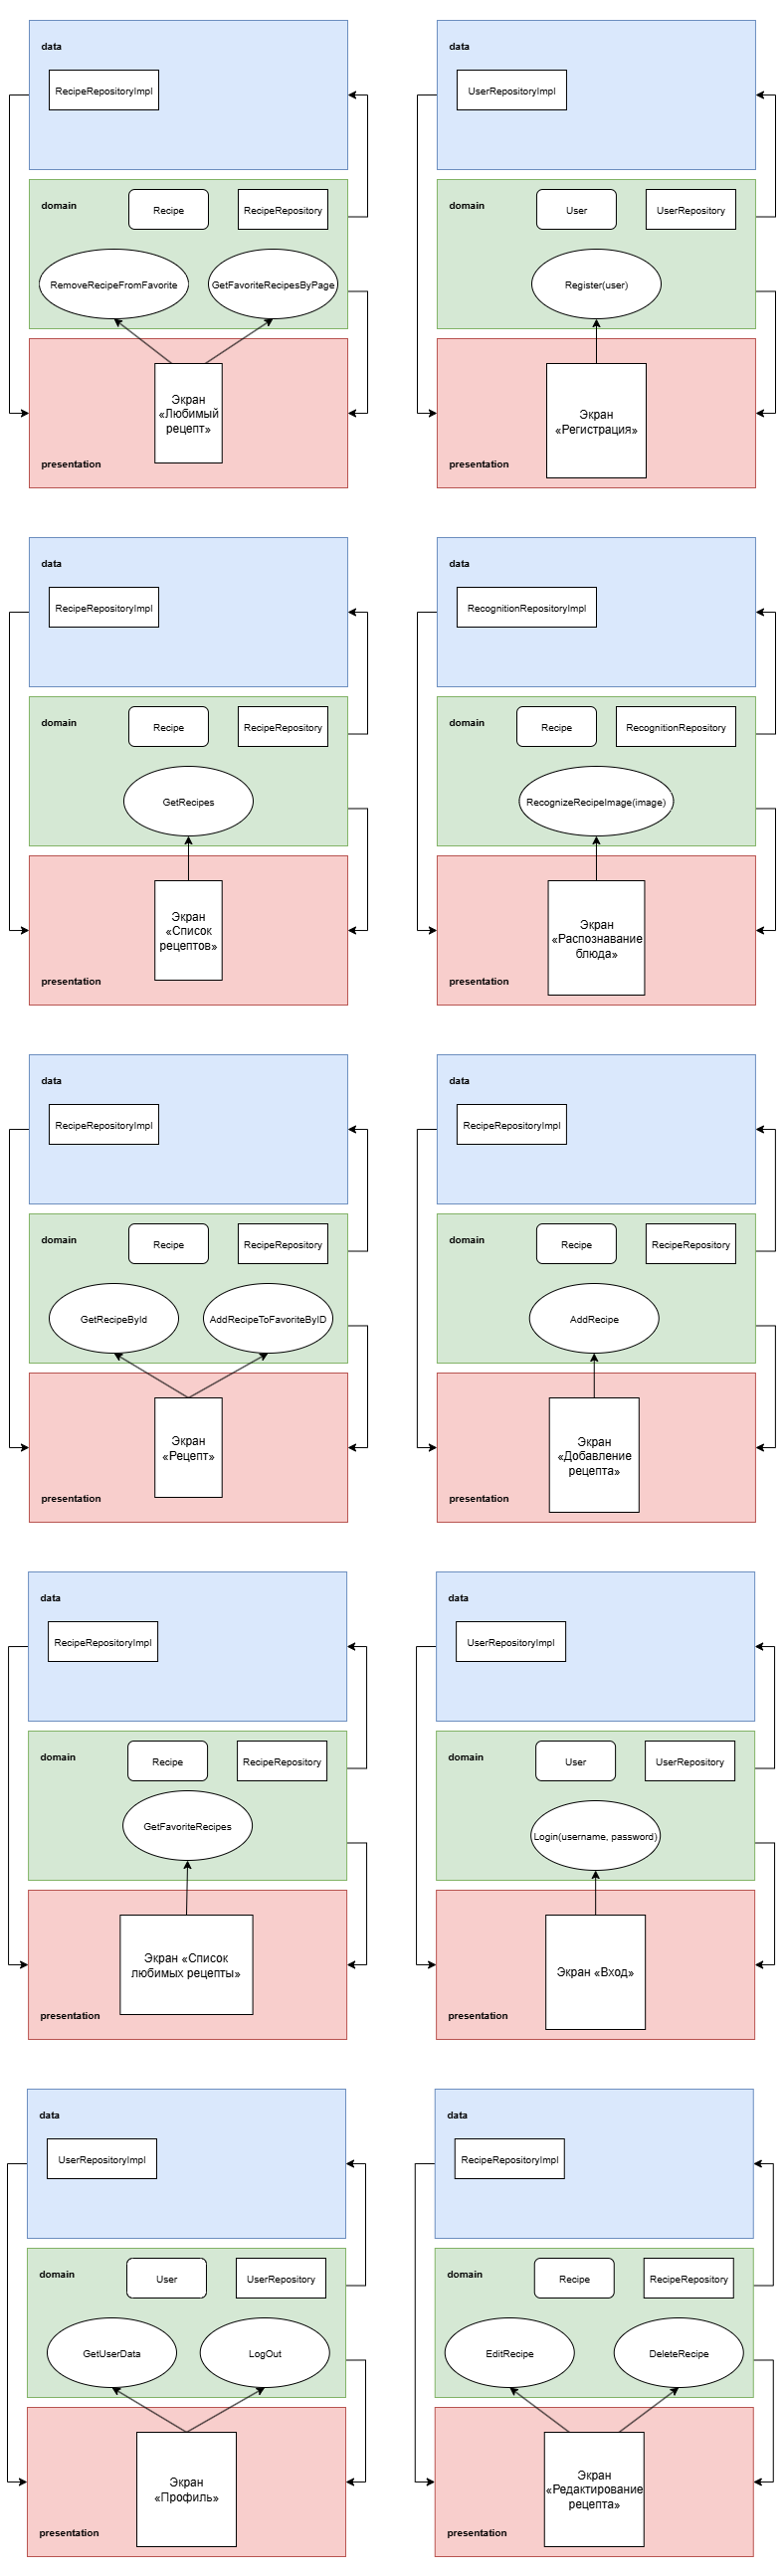 data
RecipeRepositoryImpl
domain
Recipe
RecipeRepository
RemoveRecipeFromFavorite
GetFavoriteRecipesByPage
Экран
«Любимый
рецепт»
presentation
data
UserRepositoryImpl
domain
User
UserRepository
Register(user)
Экран
«Регистрация»
presentation
data
RecipeRepositoryImpl
domain
Recipe
RecipeRepository
GetRecipes
Экран
«Список
рецептов»
presentation
data
RecognitionRepositoryImpl
domain
Recipe
RecognitionRepository
RecognizeRecipeImage(image)
Экран
«Распознавание
блюда»
presentation
data
RecipeRepositoryImpl
domain
Recipe
RecipeRepository
GetRecipeById
AddRecipeToFavoriteByID
Экран
«Рецепт»
presentation
data
RecipeRepositoryImpl
domain
Recipe
RecipeRepository
AddRecipe
Экран
«Добавление
рецепта»
presentation
data
RecipeRepositoryImpl
domain
Recipe
RecipeRepository
GetFavoriteRecipes
Экран «Список
любимых рецепты»
presentation
data
UserRepositoryImpl
domain
User
UserRepository
Login(username, password)
Экран «Вход»
presentation
data
UserRepositoryImpl
domain
User
UserRepository
GetUserData
LogOut
Экран
«Профиль»
presentation
data
RecipeRepositoryImpl
domain
Recipe
RecipeRepository
EditRecipe
DeleteRecipe
Экран
«Редактирование
рецепта»
presentation